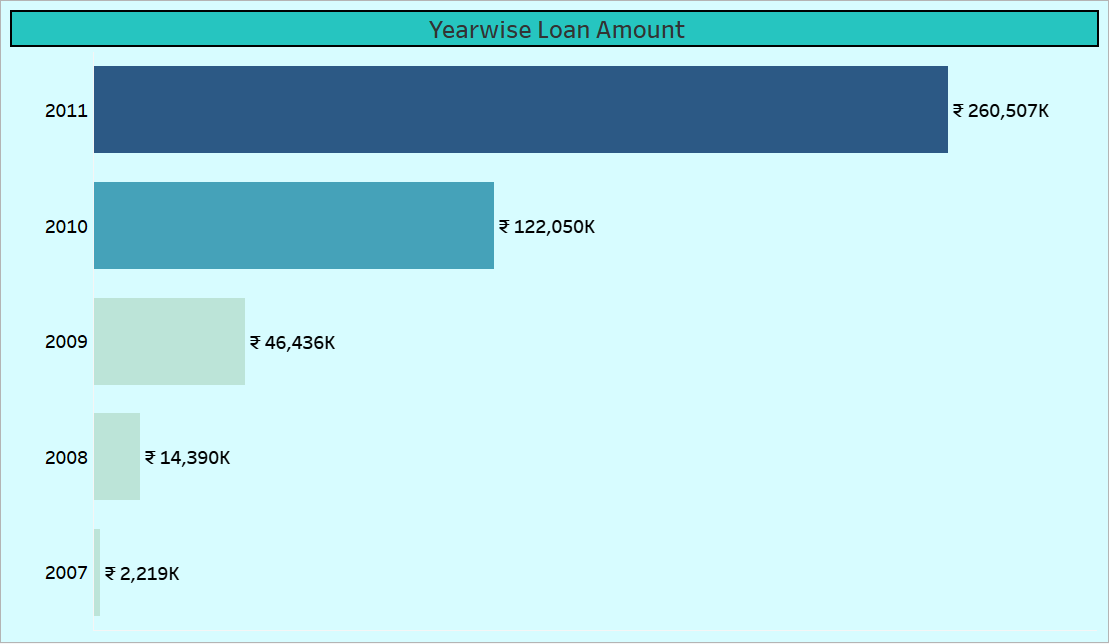 Yearwise Loan Amount
2011 ₹ 260,507K
2010 ₹ 122,050K
2009 ₹ 46,436K
2008 ₹ 14,390K
2007 ₹ 2,219K